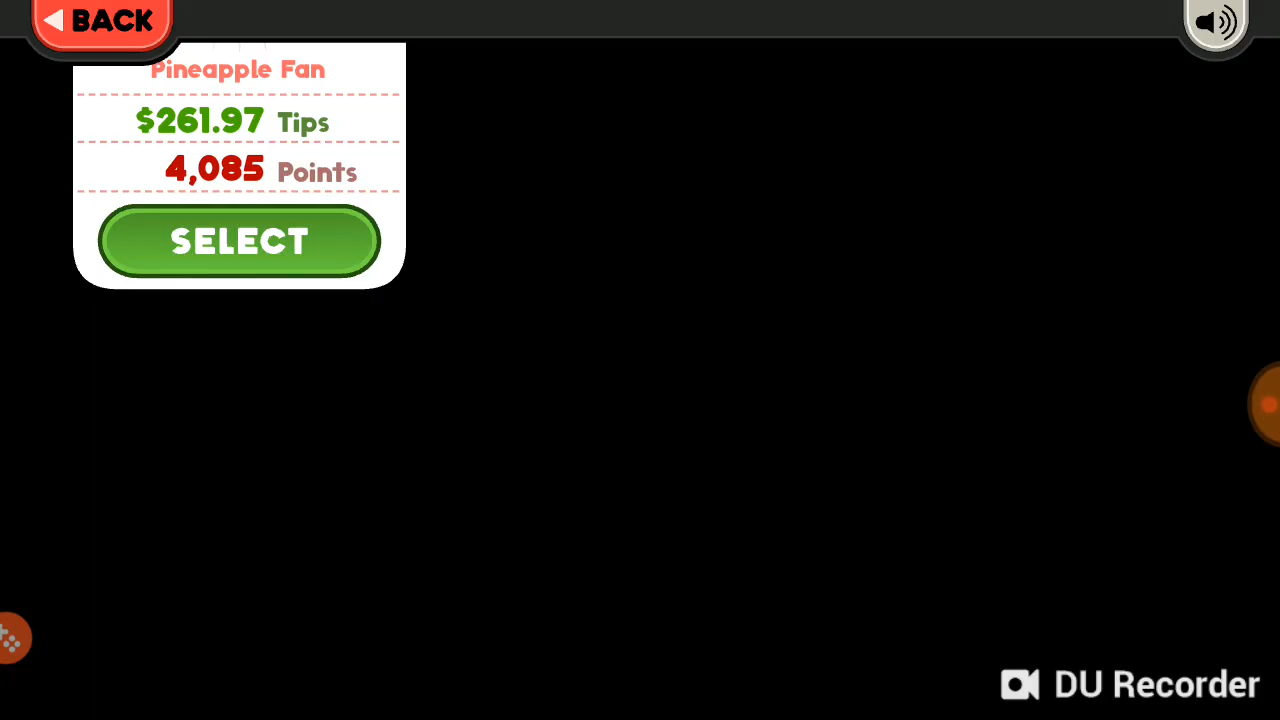 BACK
Pineapple Fan
$261.97 Tips
4,085 Points
SELECT
DU Recorder